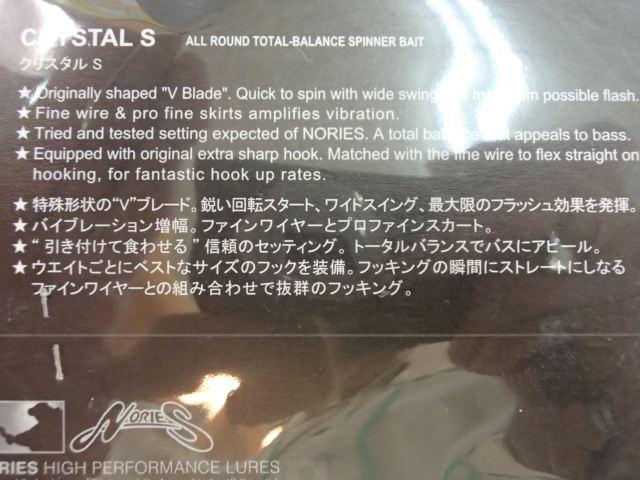 CRYSTAL S ALL ROUND TOTAL-BALANCE SPINNER BAIT
クリスタル S
★ Originally shaped "V Blade". Quick to spin with wide swing possible flash.
★ Fine wire & pro fine skirts amplifies vibration.
★ Tried and tested setting expected of NORIES. A total appeals to bass.
★ Equipped with original extra sharp hook. Matched with the fine wire to flex straight on
hooking, for fantastic hook up rates.
★ 特殊形状の“V”ブレード。鋭い回転スタート、ワイドスイング、最大限のフラッシュ効果を発揮。
★ バイブレーション増幅。ファインワイヤーとプロファインスカート。
★ “ 引き付けて食わせる ” 信頼のセッティング。トータルバランスでバスにアピール。
★ ウエイトごとにベストなサイズのフックを装備。フッキングの瞬間にストレートにしなる
ファインワイヤーとの組み合わせで抜群のフッキング。
NORIES
RIES HIGH PERFORMANCE LURES